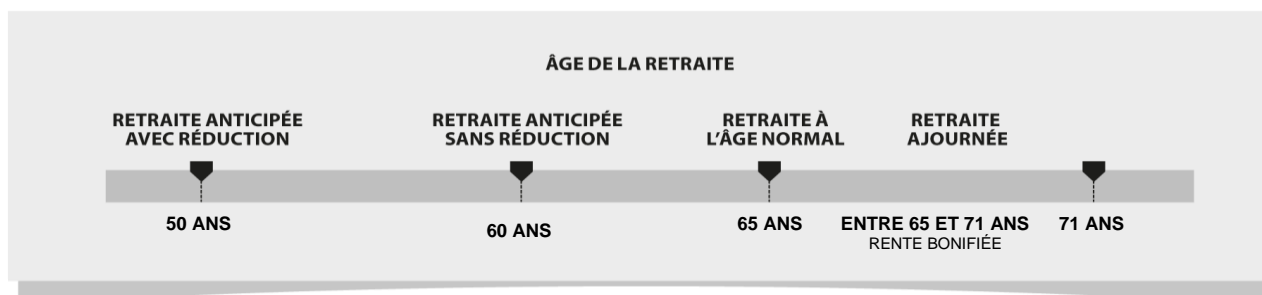 ÂGE DE LA RETRAITE
RETRAITE ANTICIPÉE
AVEC RÉDUCTION
RETRAITE ANTICIPÉE
SANS RÉDUCTION
RETRAITE À
L'ÂGE NORMAL
RETRAITE
AJOURNÉE
50 ANS
60 ANS
65 ANS
ENTRE 65 ET 71 ANS
RENTE BONIFIÉE
71 ANS